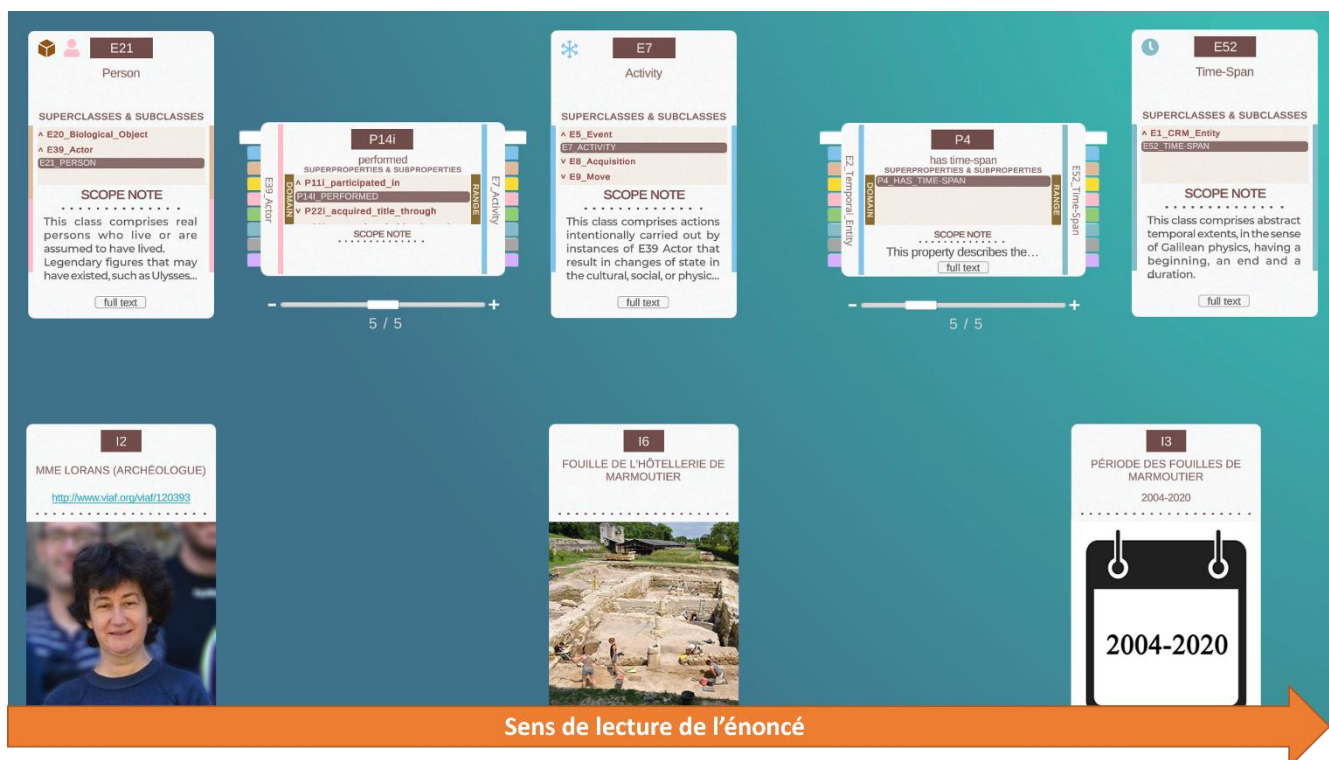 E21
Person
SUPERCLASSES & SUBCLASSES
^ E20_Biological_Object
^ E39_Actor
E21_PERSON
SCOPE NOTE
This class comprises real
persons who live or are
assumed to have lived.
Legendary figures that may
have existed, such as Ulysses...
full text
P14i
performed
SUPERPROPERTIES & SUBPROPERTIES
^ P11i_participated_in
P14I_PERFORMED
v P22i_acquired_title_through
SCOPE NOTE
E39_Actor
DOMAIN
RANGE
E7_Activity
- +
5 / 5
E7
Activity
SUPERCLASSES & SUBCLASSES
^ E5_Event
E7_ACTIVITY
v E8_Acquisition
v E9_Move
SCOPE NOTE
This class comprises actions
intentionally carried out by
instances of E39 Actor that
result in changes of state in
the cultural, social, or physic...
full text
P4
has time-span
SUPERPROPERTIES & SUBPROPERTIES
P4_HAS_TIME-SPAN
SCOPE NOTE
This property describes the...
full text
E2_Temporal_Entity
DOMAIN
RANGE
E52_Time-Span
- +
5 / 5
E52
Time-Span
SUPERCLASSES & SUBCLASSES
^ E1_CRM_Entity
E52_TIME-SPAN
SCOPE NOTE
This class comprises abstract
temporal extents, in the sense
of Galilean physics, having a
beginning, an end and a
duration.
full text
I2
MME LORANS (ARCHÉOLOGUE)
http://www.viaf.org/viaf/120393
I6
FOUILLE DE L'HÔTELLERIE DE
MARMOUTIER
I3
PÉRIODE DES FOUILLES DE
MARMOUTIER
2004-2020
2004-2020
Sens de lecture de l'énoncé